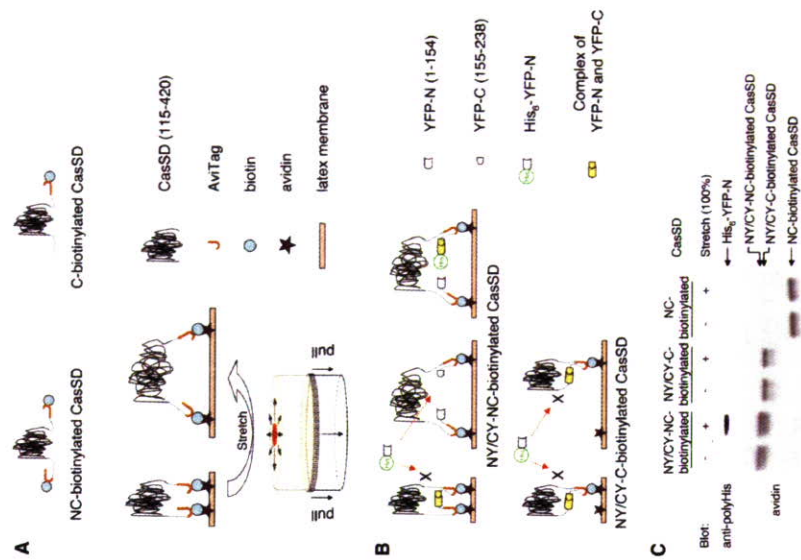 A
NC-biotinylated CasSD
C-biotinylated CasSD
Stretch
pull
pull
CasSD (115-420)
AviTag
biotin
avidin
latex membrane
B
NY/CY-NC-biotinylated CasSD
X
NY/CY-C-biotinylated CasSD
X
X
YFP-N (1-154)
YFP-C (155-238)
His6-YFP-N
Complex of
YFP-N and YFP-C
C
NY/CY-NC-
biotinylated
NY/CY-C-
biotinylated
NC-
biotinylated
CasSD
Blot:
- + - + - + Stretch (100%)
anti-polyHis
His6-YFP-N
avidin
NY/CY-NC-biotinylated CasSD
NY/CY-C-biotinylated CasSD
NC-biotinylated CasSD